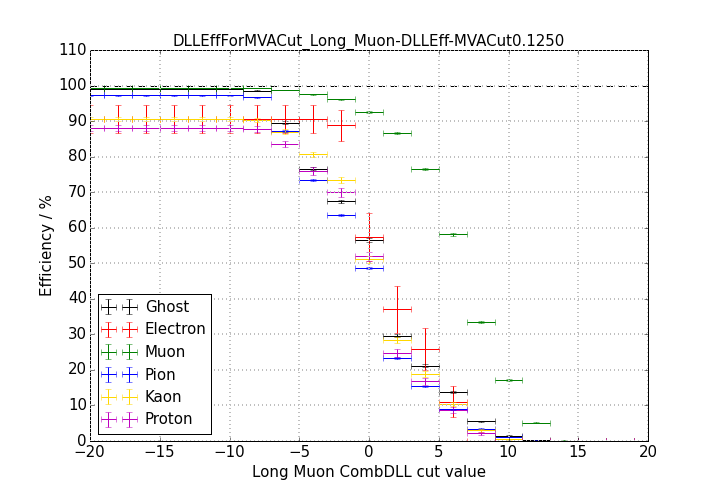 DLLEffForMVACut_Long_Muon-DLLEff-MVACut0.1250
110
100
90
80
70
60
50
40
30
20
10
0
Efficiency / %
Ghost
Electron
Muon
Pion
Kaon
Proton
−20 −15 −10 −5 0 5 10 15 20
Long Muon CombDLL cut value